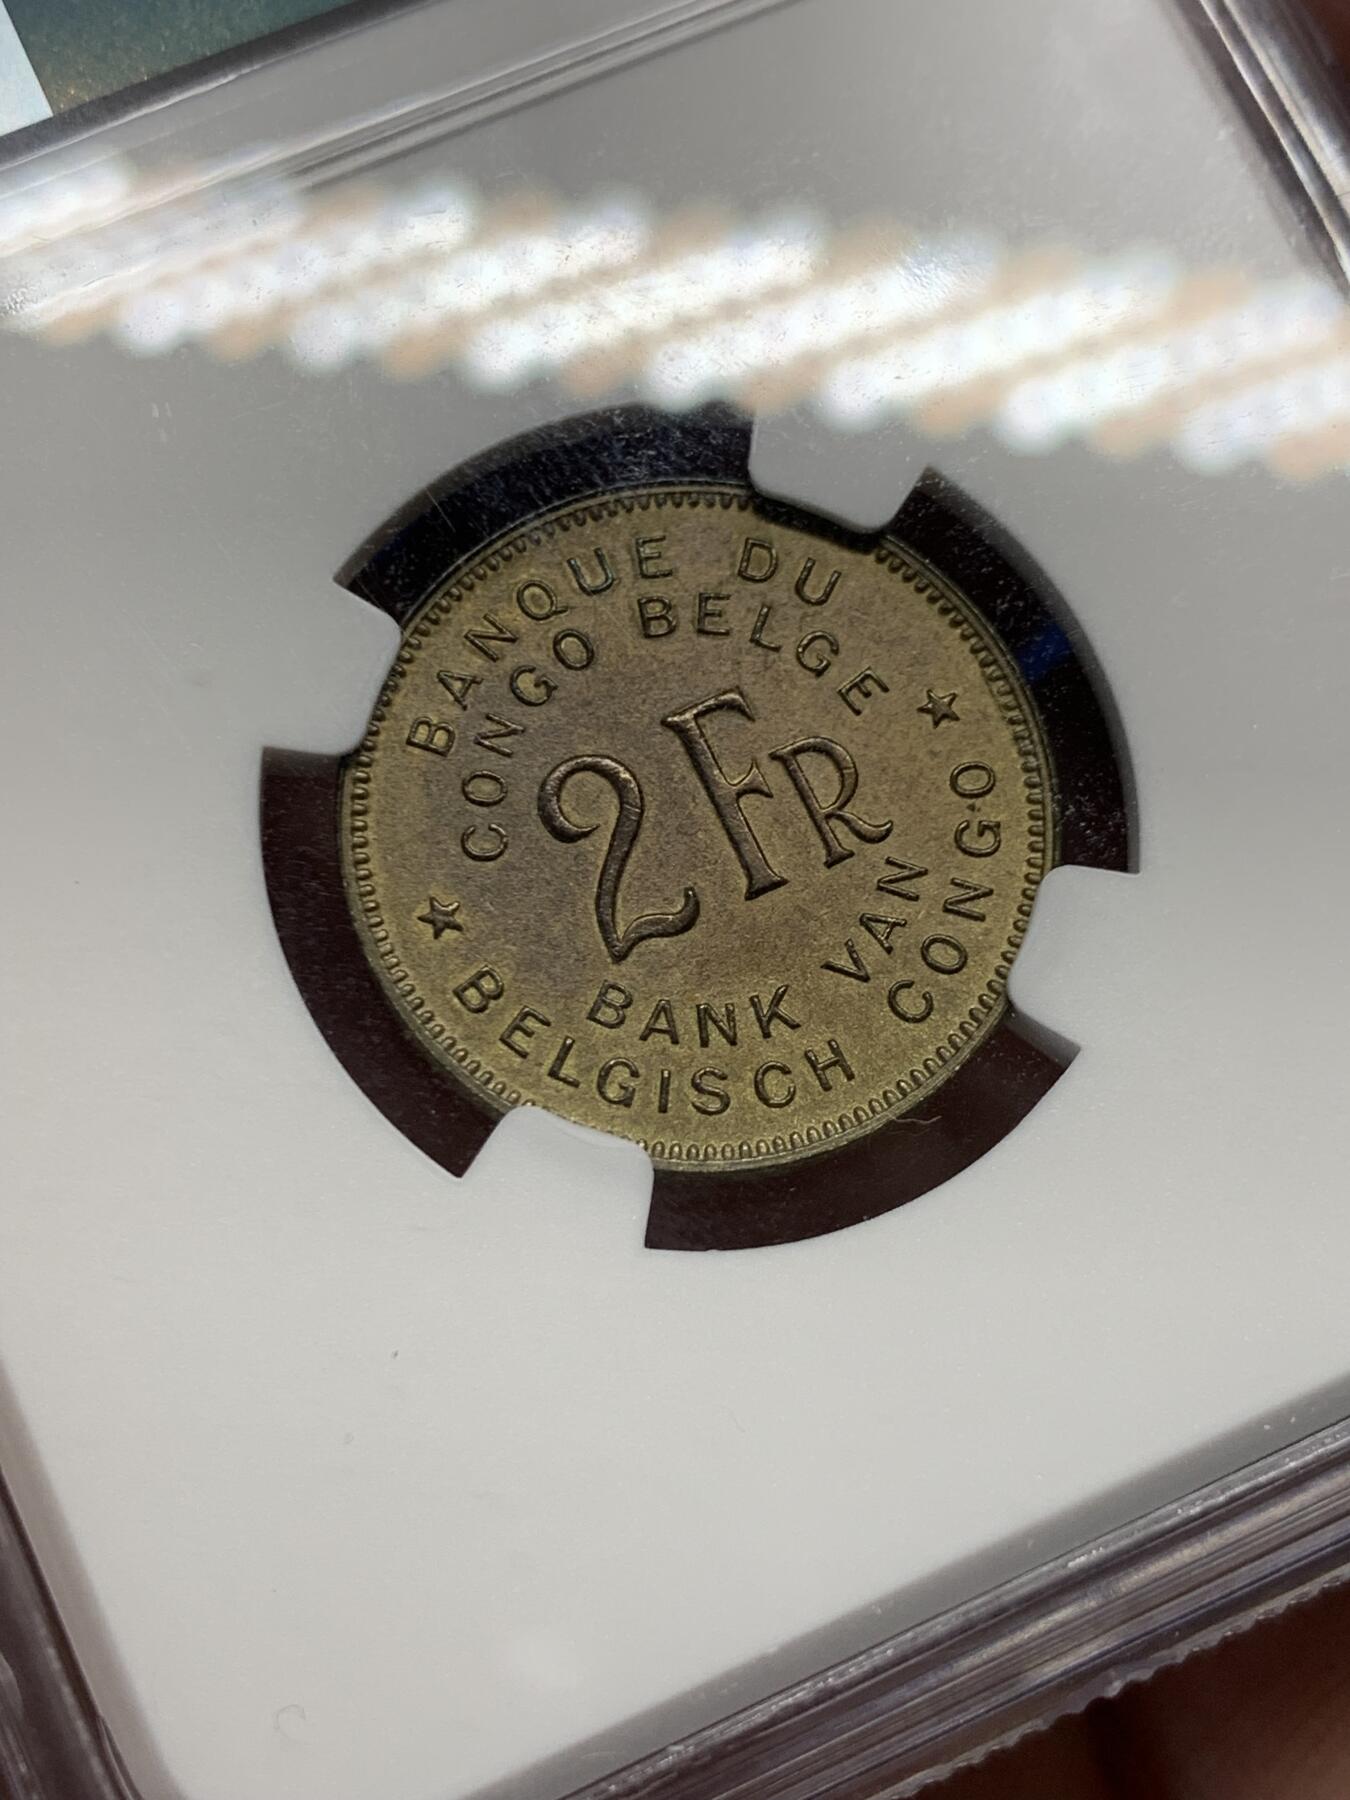 BANQUE DU
CONGO BELGE
2 FR
BANK VAN
BELGISCH CONGO